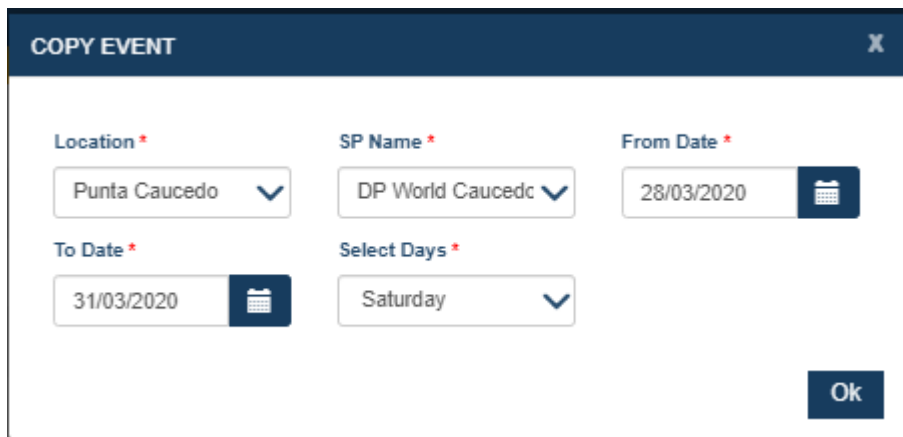 COPY EVENT x
Location * SP Name * From Date *
Punta Caucedo DP World Caucedo 28/03/2020
To Date * Select Days *
31/03/2020 Saturday
Ok